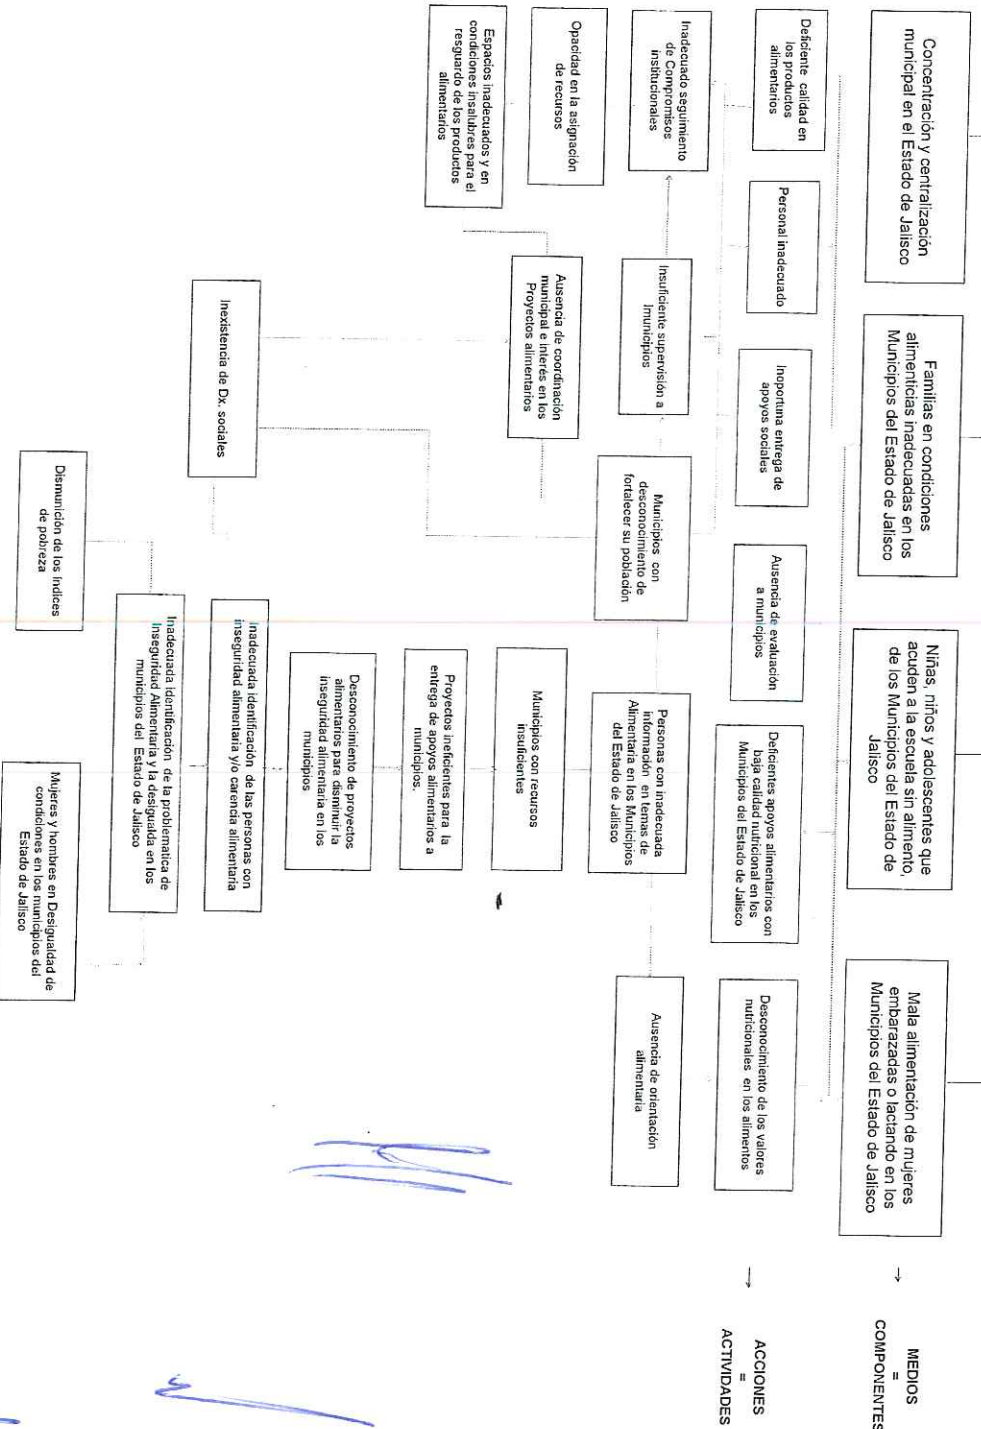 Concentración y centralización
municipal en el Estado de Jalisco
Familias en condiciones
alimenticias inadecuadas en los
Municipios del Estado de Jalisco
Niñas, niños y adolescentes que
acuden a la escuela sin alimento,
de los Municipios del Estado de
Jalisco
Mala alimentación de mujeres
embarazadas o lactando en los
Municipios del Estado de Jalisco
→ MEDIOS
=
COMPONENTES
Deficiente calidad en
los productos
alimentarios
Personal inadecuado
Inoportuna entrega de
apoyos sociales
Ausencia de evaluación
a municipios
Deficientes apoyos alimentarios con
baja calidad nutricional en los
Municipios del Estado de Jalisco
Desconocimiento de los valores
nutricionales en los alimentos
→ ACCIONES
=
ACTIVIDADES
Inadecuado seguimiento
de Compromisos
institucionales
Insuficiente supervisión a
lmunicipios
Municipios con
desconocimiento de
fortalecer su población
Personas con inadecuada
información en temas de
Alimentaria en los Municipios
del Estado de Jalisco
Ausencia de orientación
alimentaria
Opacidad en la asignación
de recursos
Ausencia de coordinación
municipal e interés en los
Proyectos alimentarios
Municipios con recursos
insuficientes
Espacios inadecuados y en
condiciones insalubres para el
resguardo de los productos
alimentarios
Proyectos ineficientes para la
entrega de apoyos alimentarios a
municipios.
Desconocimiento de proyectos
alimentarios para disminuir la
inseguridad alimentaria en los
municipios
Inexistencia de Dx. sociales
Inadecuada identificación de las personas con
inseguridad alimentaria y/o carencia alimentaria
Inadecuada identificación de la problematica de
Inseguridad Alimentaria y la desigualda en los
municipios del Estado de Jalisco
Dismunición de los índices
de pobreza
Mujeres y hombres en Desigualdad de
condiciones en los municipios del
Estado de Jalisco